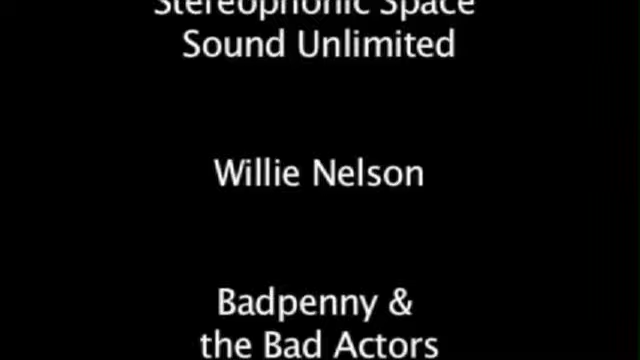 Stereophonic Space
Sound Unlimited
Willie Nelson
Badpenny &
the Bad Actors